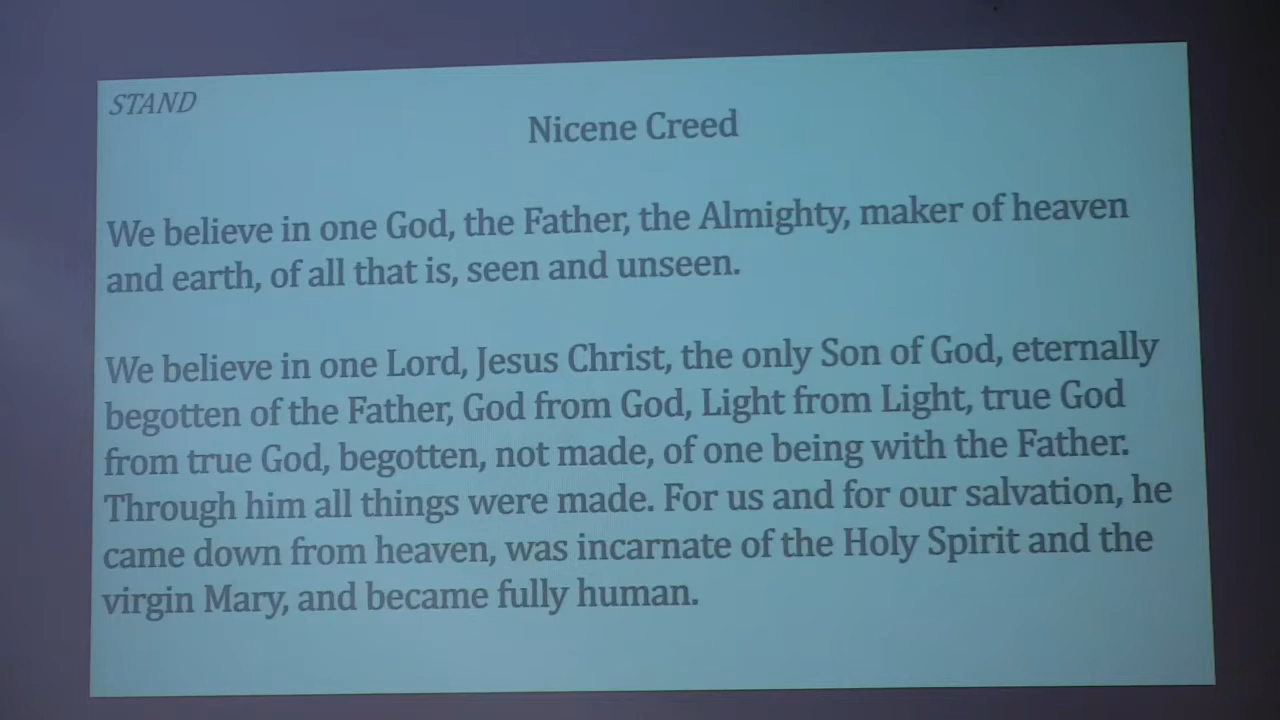 STAND
Nicene Creed
We believe in one God, the Father, the Almighty, maker of heaven
and earth, of all that is, seen and unseen.
We believe in one Lord, Jesus Christ, the only Son of God, eternally
begotten of the Father, God from God, Light from Light, true God
from true God, begotten, not made, of one being with the Father.
Through him all things were made. For us and for our salvation, he
came down from heaven, was incarnate of the Holy Spirit and the
virgin Mary, and became fully human.